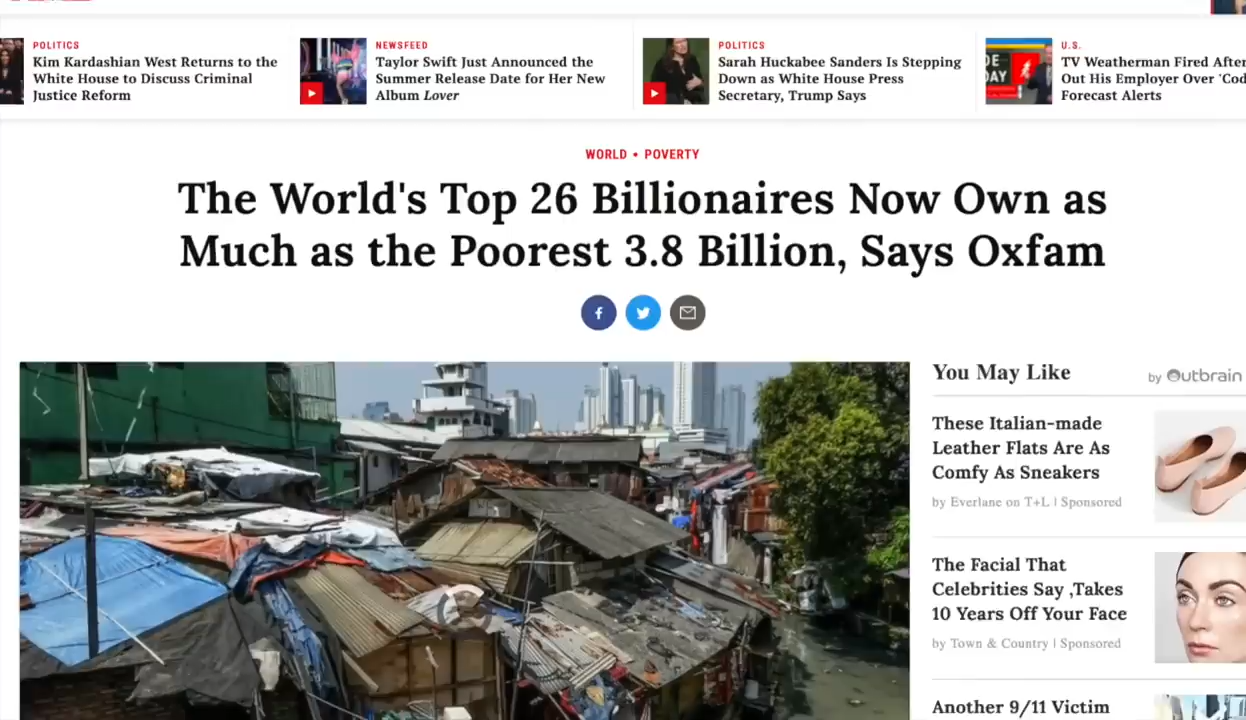 POLITICS
Kim Kardashian West Returns to the
White House to Discuss Criminal
Justice Reform
NEWSFEED
Taylor Swift Just Announced the
Summer Release Date for Her New
Album Lover
POLITICS
Sarah Huckabee Sanders Is Stepping
Down as White House Press
Secretary, Trump Says
U.S.
TV Weatherman Fired After
Out His Employer Over 'Cod
Forecast Alerts
DE
DAY
WORLD • POVERTY
The World's Top 26 Billionaires Now Own as
Much as the Poorest 3.8 Billion, Says Oxfam
You May Like
by Outbrain
These Italian-made
Leather Flats Are As
Comfy As Sneakers
by Everlane on T+L | Sponsored
The Facial That
Celebrities Say ,Takes
10 Years Off Your Face
by Town & Country | Sponsored
Another 9/11 Victim